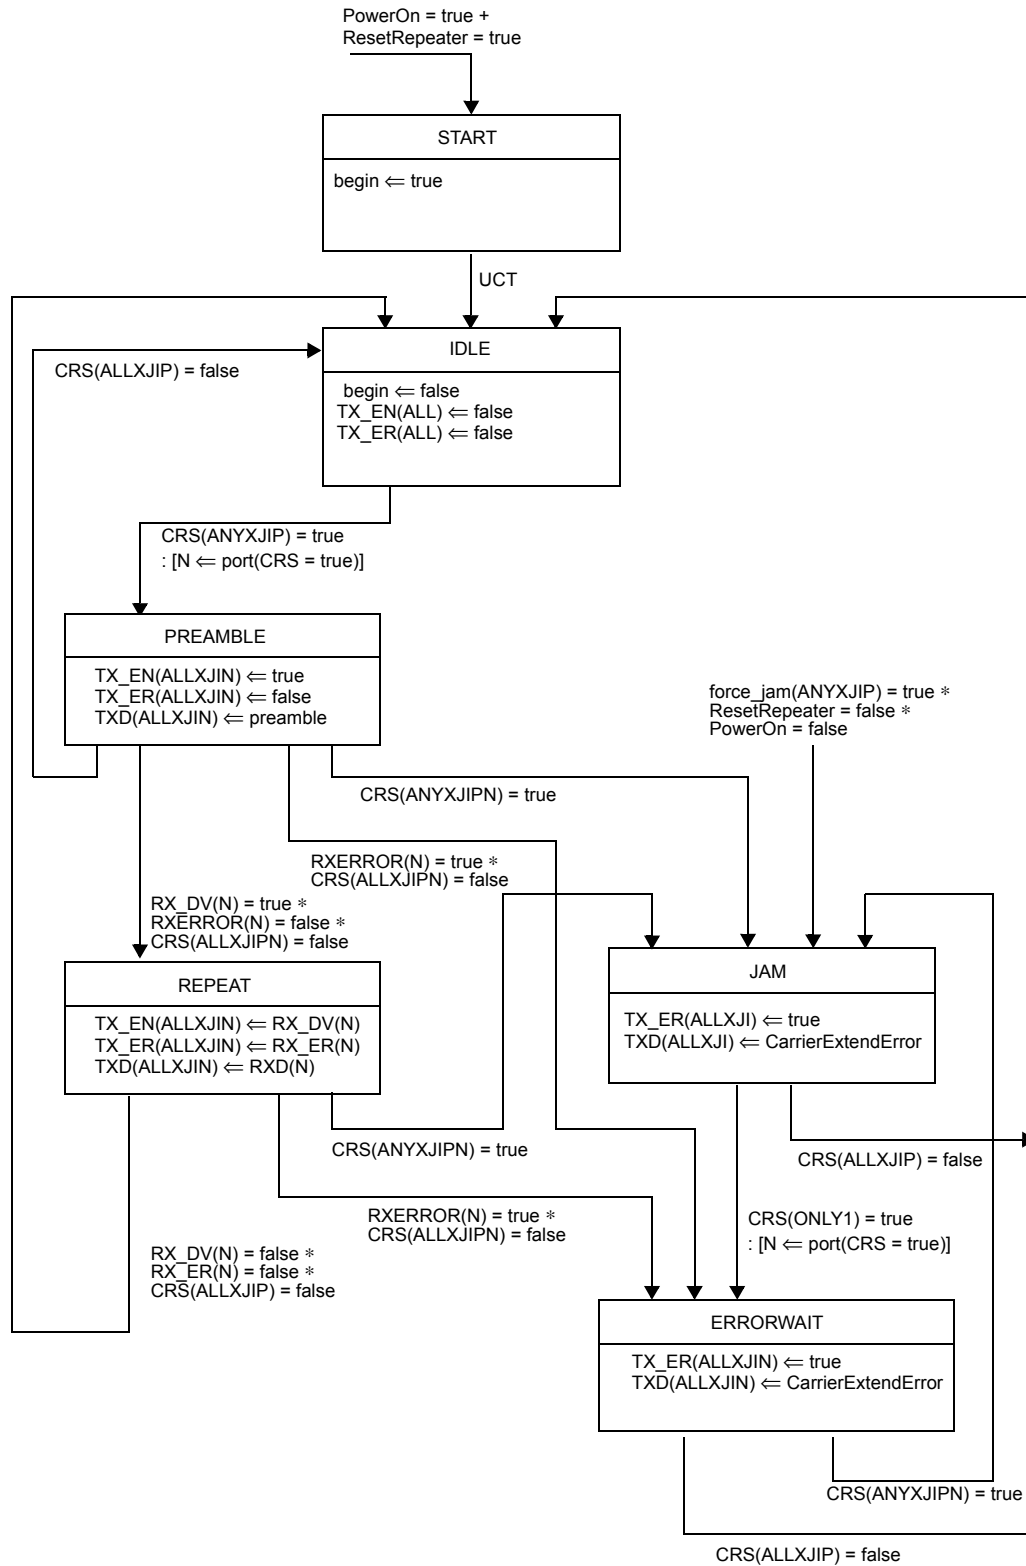 PowerOn = true +
ResetRepeater = true
START
begin ⇐ true
UCT
IDLE
begin ⇐ false
TX_EN(ALL) ⇐ false
TX_ER(ALL) ⇐ false
CRS(ALLXJIP) = false
CRS(ANYXJIP) = true
: [N ⇐ port(CRS = true)]
PREAMBLE
TX_EN(ALLXJIN) ⇐ true
TX_ER(ALLXJIN) ⇐ false
TXD(ALLXJIN) ⇐ preamble
force_jam(ANYXJIP) = true *
ResetRepeater = false *
PowerOn = false
CRS(ANYXJIPN) = true
RXERROR(N) = true *
CRS(ALLXJIPN) = false
RX_DV(N) = true *
RXERROR(N) = false *
CRS(ALLXJIPN) = false
REPEAT
TX_EN(ALLXJIN) ⇐ RX_DV(N)
TX_ER(ALLXJIN) ⇐ RX_ER(N)
TXD(ALLXJIN) ⇐ RXD(N)
JAM
TX_ER(ALLXJI) ⇐ true
TXD(ALLXJI) ⇐ CarrierExtendError
CRS(ANYXJIPN) = true
CRS(ALLXJIP) = false
RXERROR(N) = true *
CRS(ALLXJIPN) = false
CRS(ONLY1) = true
: [N ⇐ port(CRS = true)]
RX_DV(N) = false *
RX_ER(N) = false *
CRS(ALLXJIP) = false
ERRORWAIT
TX_ER(ALLXJIN) ⇐ true
TXD(ALLXJIN) ⇐ CarrierExtendError
CRS(ANYXJIPN) = true
CRS(ALLXJIP) = false